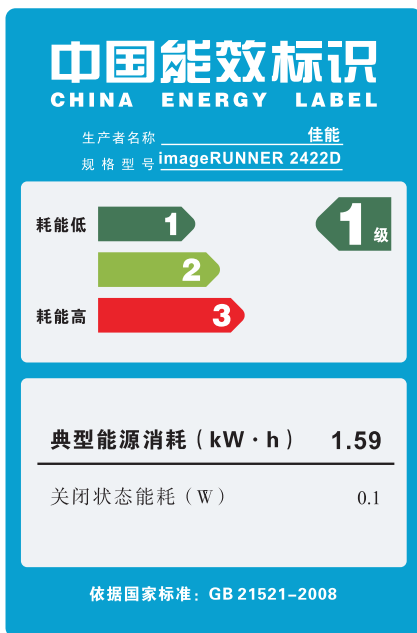 中国能效标识
CHINA ENERGY LABEL
生产者名称 佳能
规格型号 imageRUNNER 2422D
耗能低 1 1级
2
耗能高 3
典型能源消耗（kW·h） 1.59
关闭状态能耗（W） 0.1
依据国家标准：GB 21521-2008